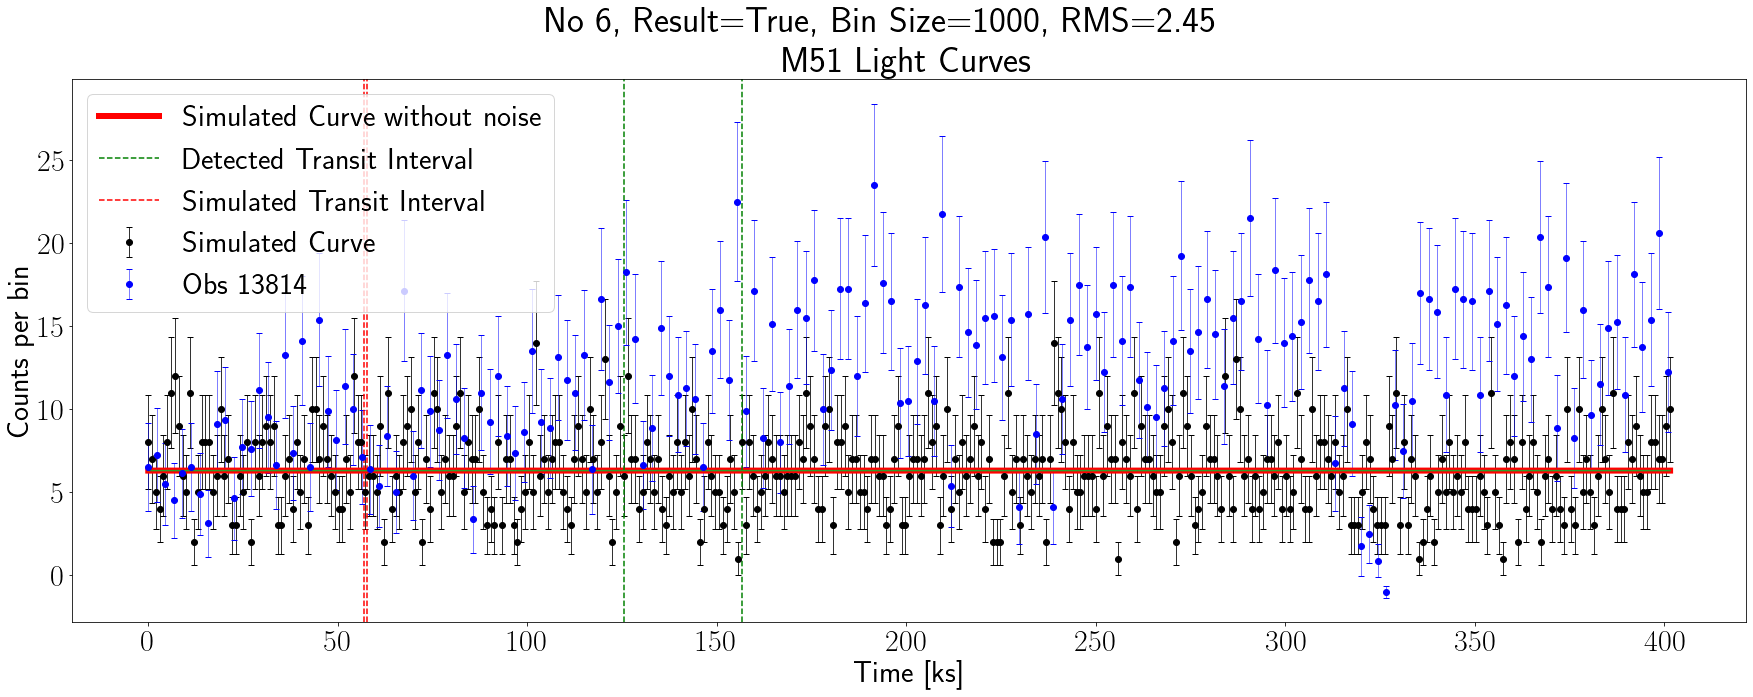 No 6, Result=True, Bin Size=1000, RMS=2.45
M51 Light Curves
Simulated Curve without noise
Detected Transit Interval
Simulated Transit Interval
Simulated Curve
Obs 13814
Counts per bin
25
20
15
10
5
0
0 50 100 150 200 250 300 350 400
Time [ks]